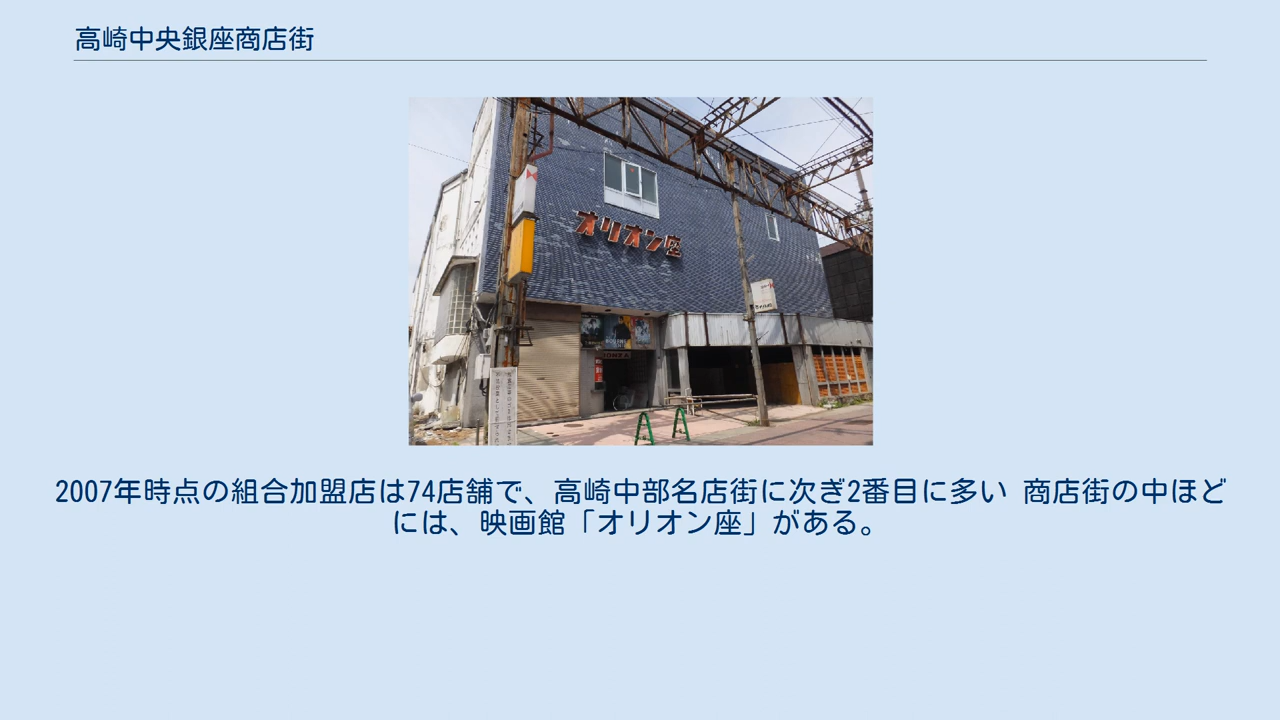 高崎中央銀座商店街
オリオン座
2007年時点の組合加盟店は74店舗で、高崎中部名店街に次ぎ2番目に多い 商店街の中ほど
には、映画館「オリオン座」がある。